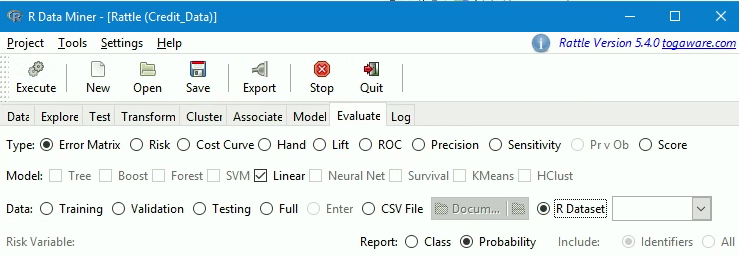 R Data Miner - [Rattle (Credit_Data)]
Project Tools Settings Help Rattle Version 5.4.0 togaware.com
Execute New Open Save Export Stop Quit
Data Explore Test Transform Cluster Associate Model Evaluate Log
Type: Error Matrix Risk Cost Curve Hand Lift ROC Precision Sensitivity Pr v Ob Score
Model: Tree Boost Forest SVM Linear Neural Net Survival KMeans HClust
Data: Training Validation Testing Full Enter CSV File Docum... R Dataset
Risk Variable: Report: Class Probability Include: Identifiers All